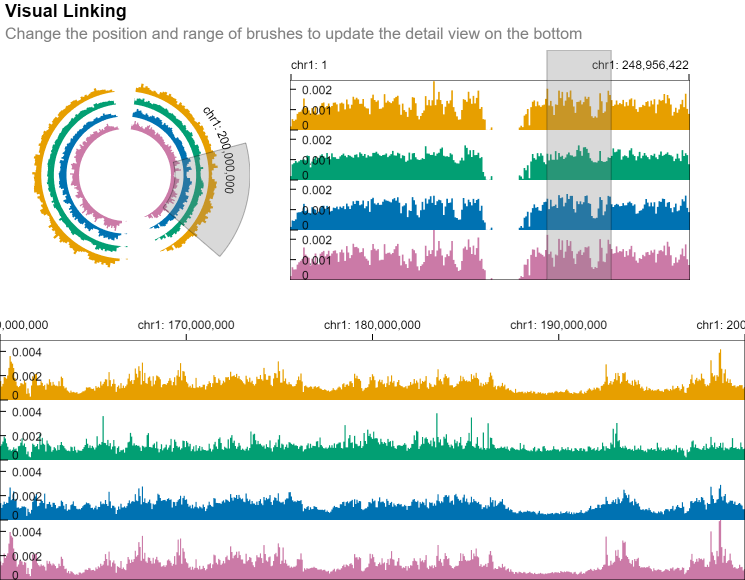 Visual Linking
Change the position and range of brushes to update the detail view on the bottom
chr1: 200,000,000
chr1: 1
chr1: 248,956,422
0.002
0.001
0
0.002
0.001
0
0.002
0.001
0
0.002
0.001
0
0,000,000
chr1: 170,000,000
chr1: 180,000,000
chr1: 190,000,000
chr1: 200
0.004
0.002
0
0.004
0.002
0
0.004
0.002
0
0.004
0.002
0